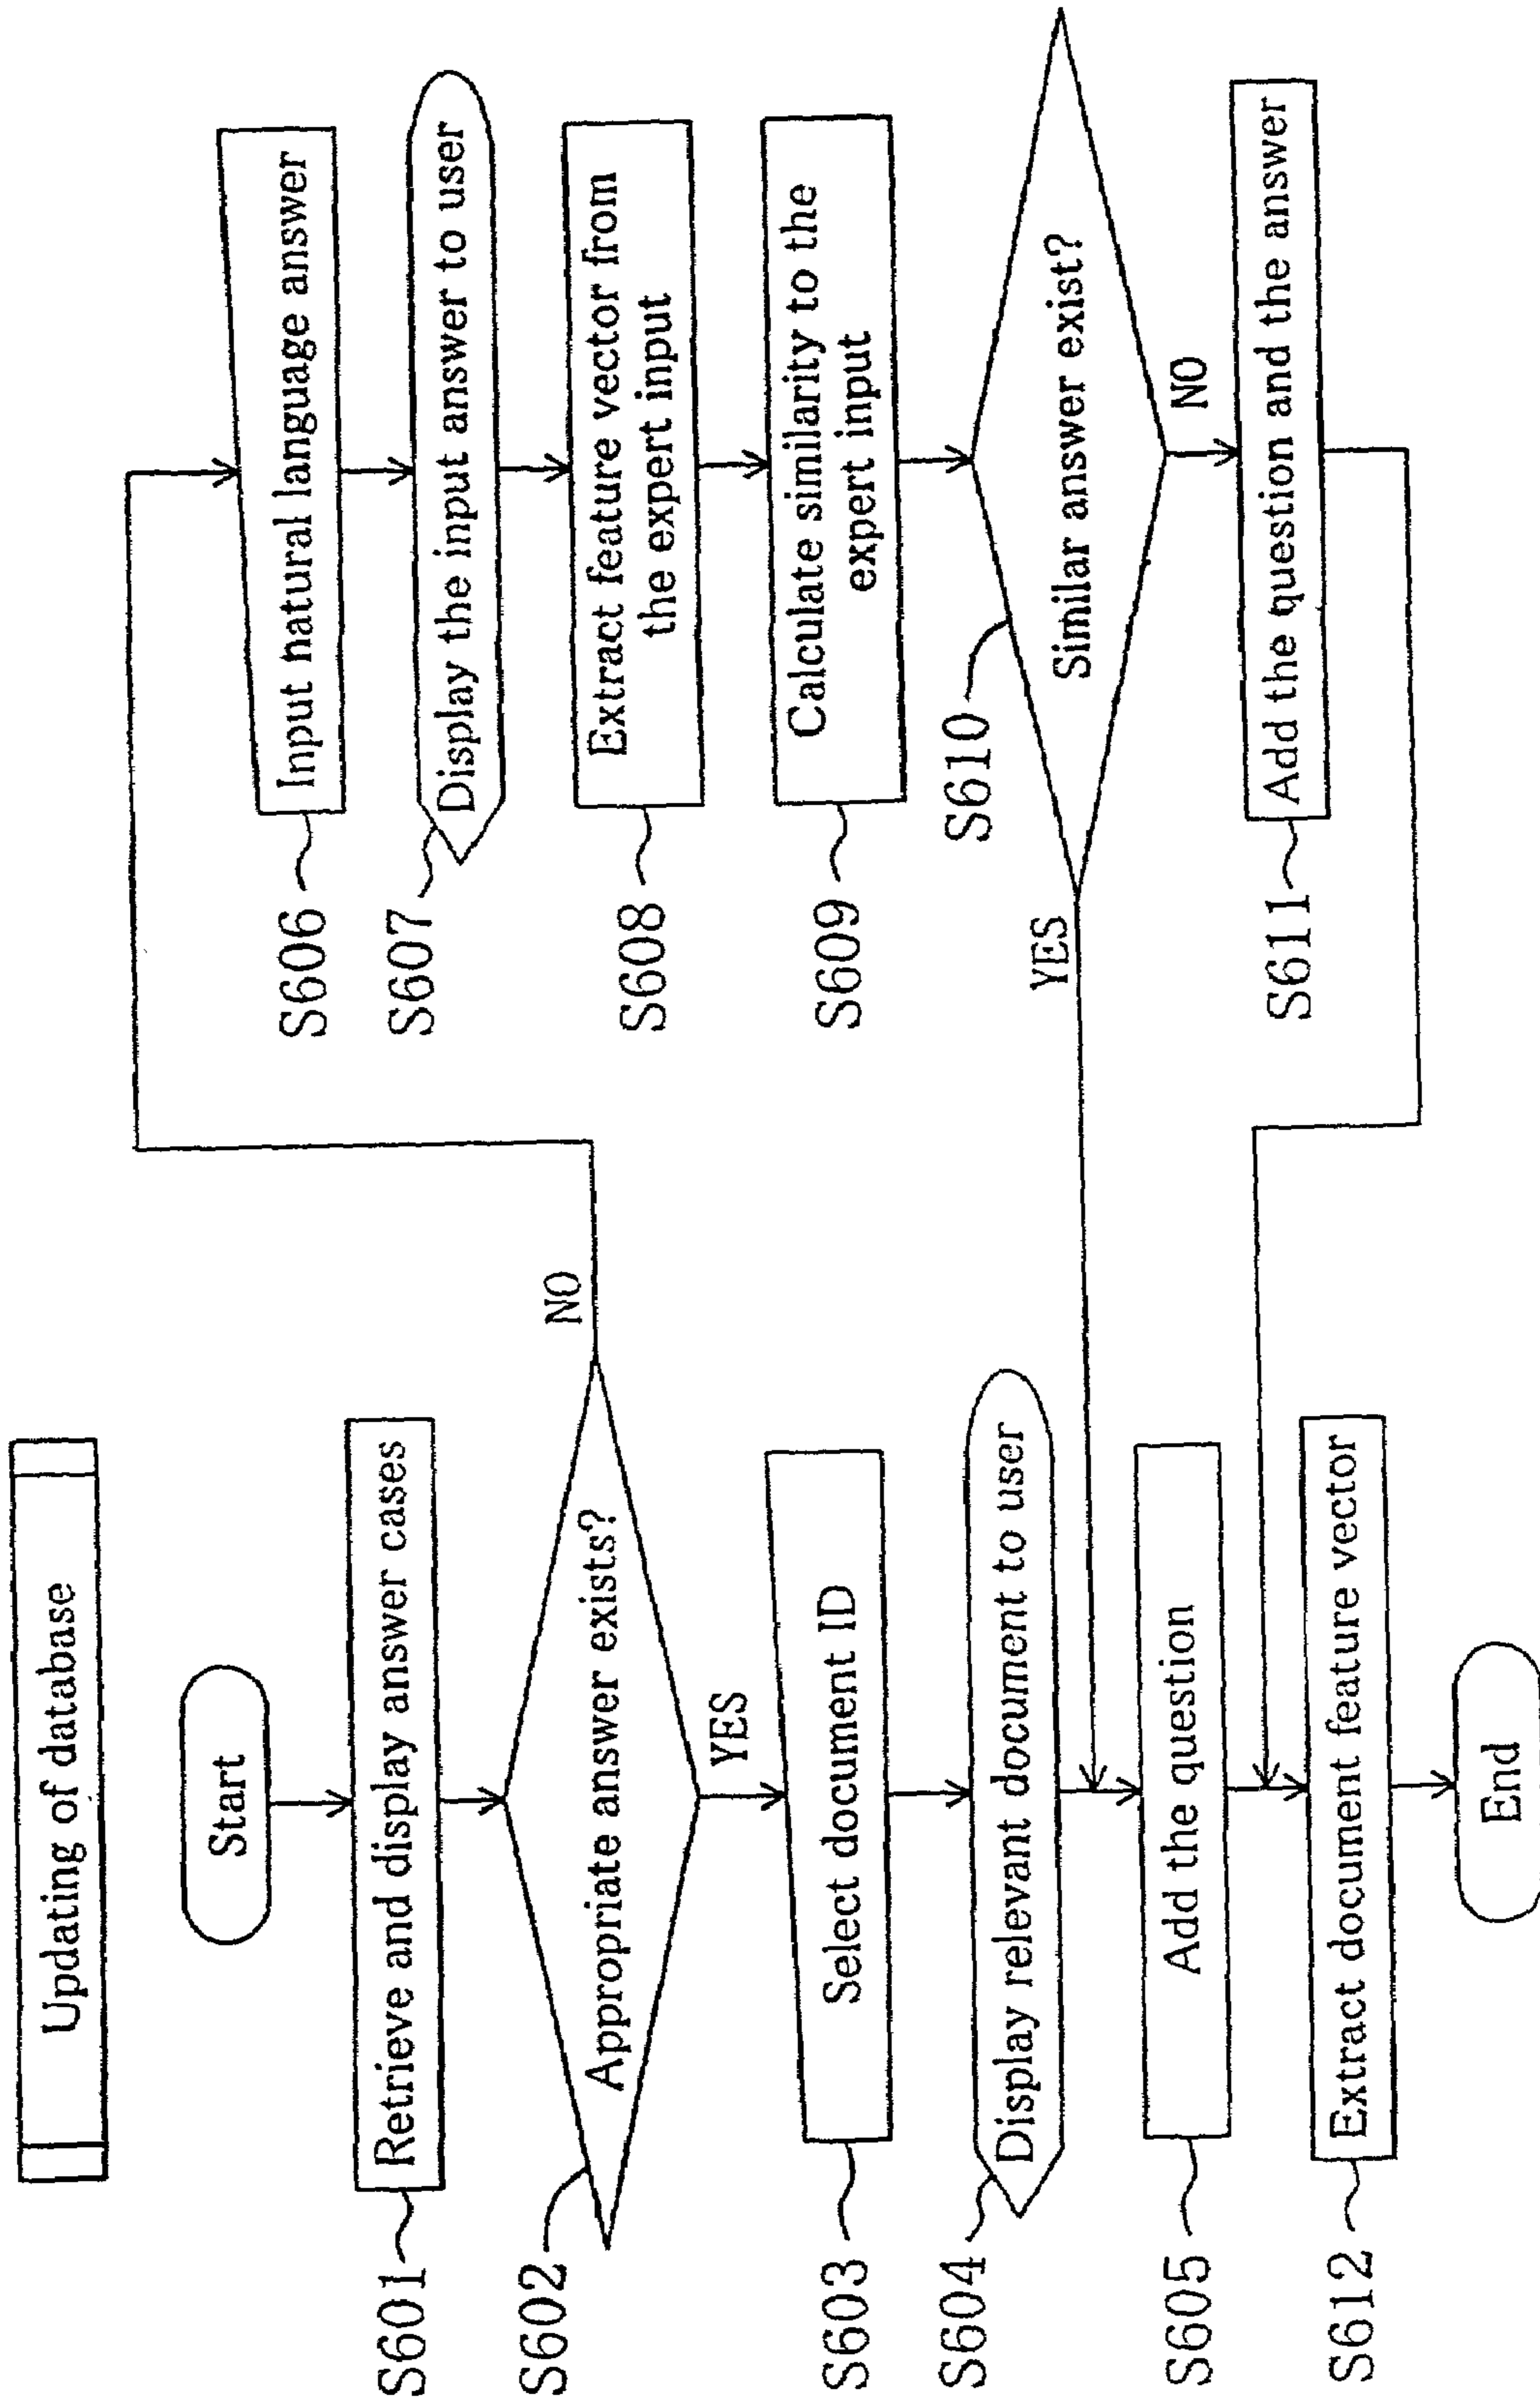 Updating of database
Start
S601
Retrieve and display answer cases
S602
Appropriate answer exists?
NO
YES
S603
Select document ID
S604
Display relevant document to user
S605
Add the question
S612
Extract document feature vector
End
S606
Input natural language answer
S607
Display the input answer to user
S608
Extract feature vector from
the expert input
S609
Calculate similarity to the
expert input
S610
Similar answer exist?
YES
NO
S611
Add the question and the answer